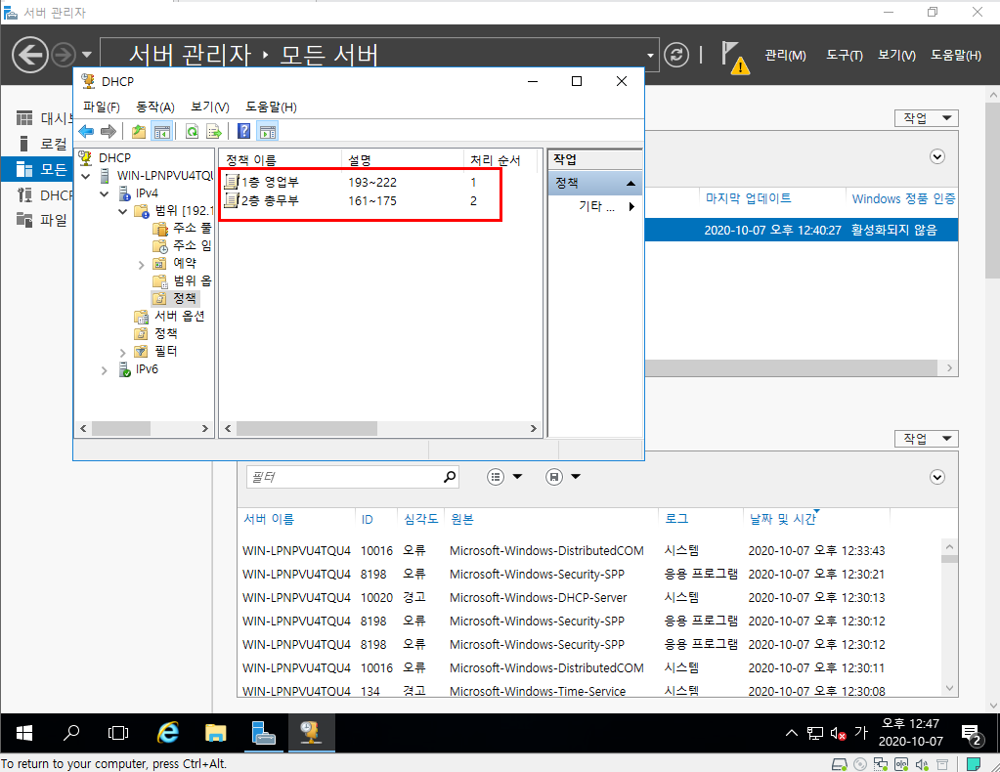 서버 관리자
서버 관리자 ‣ 모든 서버
관리(M) 도구(T) 보기(V) 도움말(H)
DHCP
파일(F) 동작(A) 보기(V) 도움말(H)
대시보
로컬
모든
DHCP
파일
DHCP
WIN-LPNPVU4TQU
IPv4
범위 [192.1
주소 풀
주소 임
예약
범위 옵
정책
서버 옵션
정책
필터
IPv6
정책 이름 설명 처리 순서
1층 영업부 193~222 1
2층 총무부 161~175 2
작업
정책
기타 ...
작업
마지막 업데이트 Windows 정품 인증
2020-10-07 오후 12:40:27 활성화되지 않음
작업
필터
서버 이름 ID 심각도 원본 로그 날짜 및 시간
WIN-LPNPVU4TQU4 10016 오류 Microsoft-Windows-DistributedCOM 시스템 2020-10-07 오후 12:33:43
WIN-LPNPVU4TQU4 8198 오류 Microsoft-Windows-Security-SPP 응용 프로그램 2020-10-07 오후 12:30:21
WIN-LPNPVU4TQU4 10020 경고 Microsoft-Windows-DHCP-Server 시스템 2020-10-07 오후 12:30:13
WIN-LPNPVU4TQU4 8198 오류 Microsoft-Windows-Security-SPP 응용 프로그램 2020-10-07 오후 12:30:12
WIN-LPNPVU4TQU4 8198 오류 Microsoft-Windows-Security-SPP 응용 프로그램 2020-10-07 오후 12:30:12
WIN-LPNPVU4TQU4 10016 오류 Microsoft-Windows-DistributedCOM 시스템 2020-10-07 오후 12:30:11
WIN-LPNPVU4TQU4 134 경고 Microsoft-Windows-Time-Service 시스템 2020-10-07 오후 12:30:08
가
오후 12:47
2020-10-07
2
To return to your computer, press Ctrl+Alt.